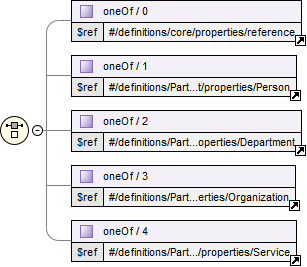 oneOf / 0
$ref #/definitions/core/properties/reference
oneOf / 1
$ref #/definitions/Part...t/properties/Person
oneOf / 2
$ref #/definitions/Part...operties/Department
oneOf / 3
$ref #/definitions/Part...erties/Organization
oneOf / 4
$ref #/definitions/Part.../properties/Service